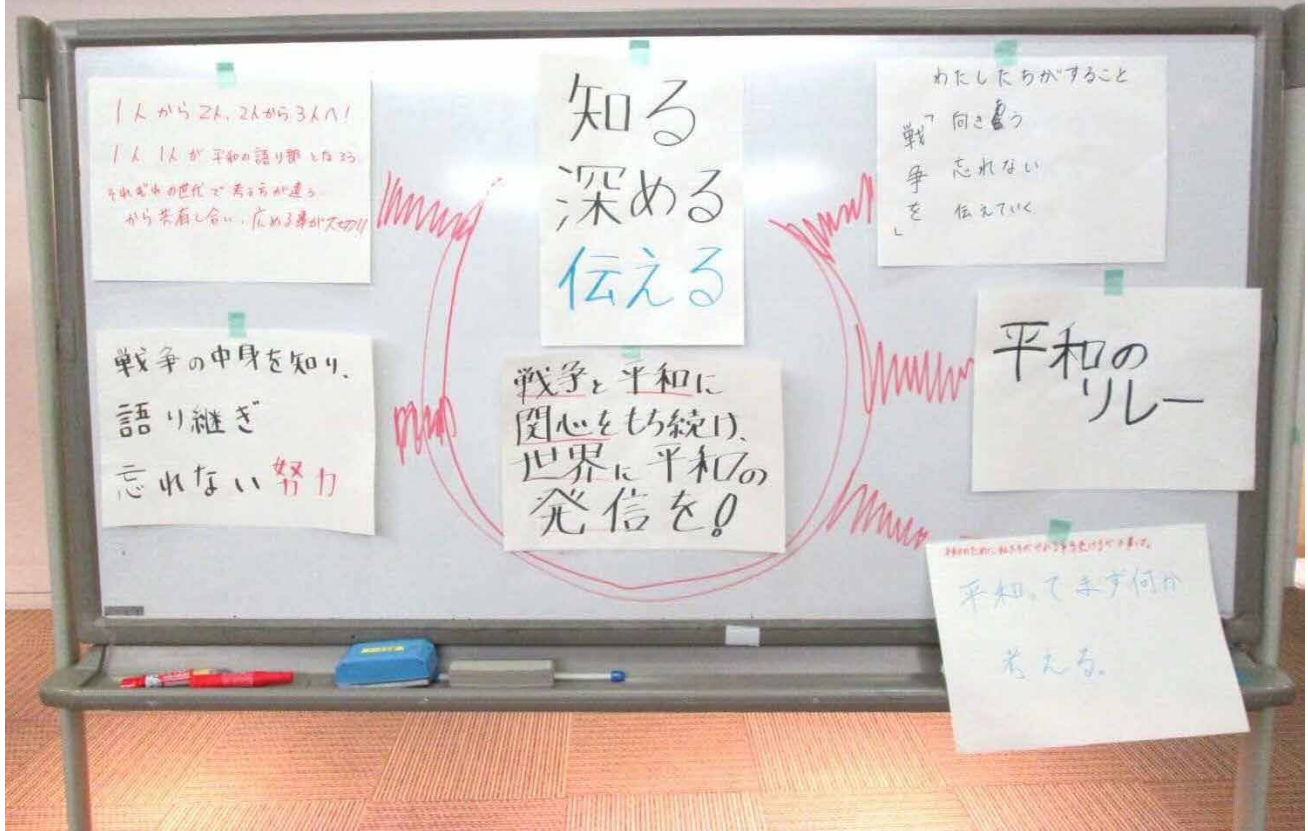 1人から2人、2人から3人へ!
1人1人が平和の語り部となろう
それぞれの世代で考え方が違う
から共有し合い、広める事が大切!!
知る
深める
伝える
わたしたちがすること
「戦争を」
向き合う
忘れない
伝えていく
戦争の中身を知り、
語り継ぎ
忘れない努力
戦争と平和に
関心をもち続け、
世界に平和の
発信を!
平和の
リレー
平和って まず何か
考える。